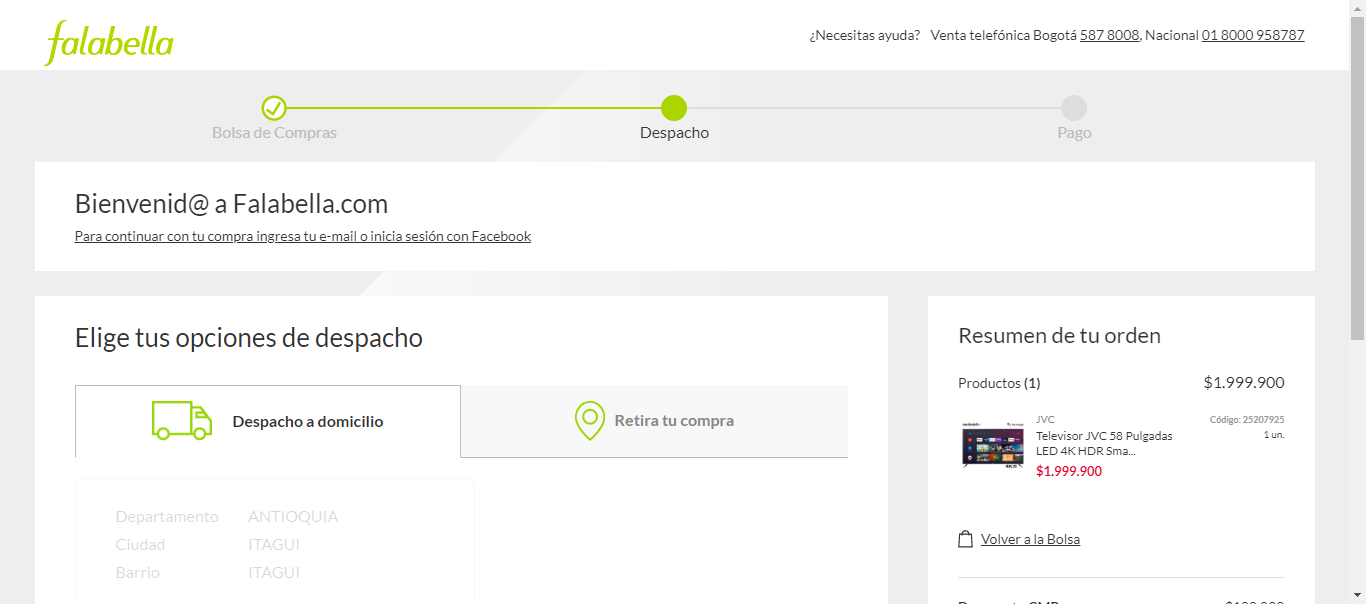 falabella
¿Necesitas ayuda? Venta telefónica Bogotá 587 8008, Nacional 01 8000 958787
Bolsa de Compras
Despacho
Pago
Bienvenid@ a Falabella.com
Para continuar con tu compra ingresa tu e-mail o inicia sesión con Facebook
Elige tus opciones de despacho
Despacho a domicilio
Retira tu compra
Departamento ANTIOQUIA
Ciudad ITAGUI
Barrio ITAGUI
Resumen de tu orden
Productos (1) $1.999.900
JVC Código: 25207925
Televisor JVC 58 Pulgadas 1 un.
LED 4K HDR Sma...
$1.999.900
Volver a la Bolsa